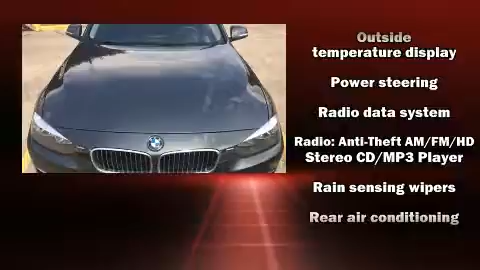 Outside
temperature display
Power steering
Radio data system
Radio: Anti-Theft AM/FM/HD
Stereo CD/MP3 Player
Rain sensing wipers
Rear air conditioning